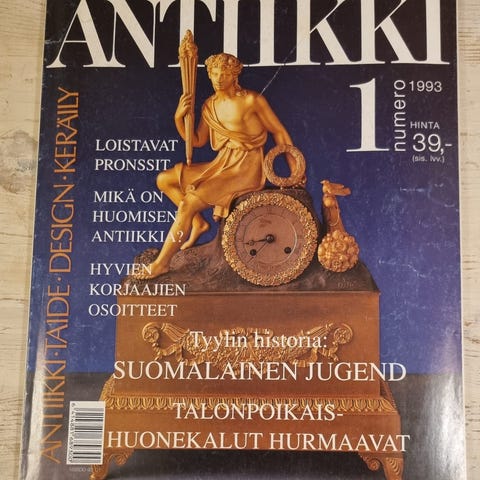 ANTIIKKI
1
numero
1993
HINTA
39,-
(sis. lvv.)
ANTIIKKI·TAIDE·DESIGN·KERÄILY
LOISTAVAT
PRONSSIT
MIKÄ ON
HUOMISEN
ANTIIKKIA?
HYVIEN
KORJAAJIEN
OSOITTEET
Tyylin historia:
SUOMALAINEN JUGEND
TALONPOIKAIS-
HUONEKALUT HURMAAVAT